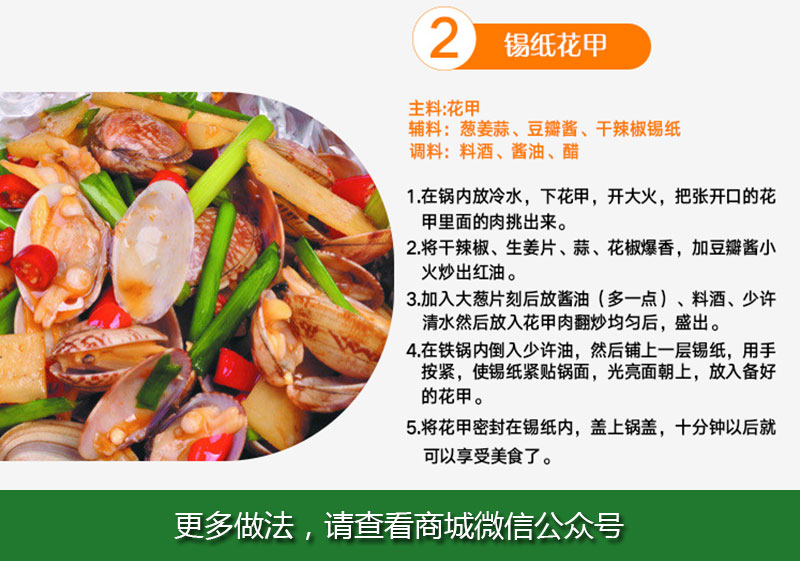 2 锡纸花甲
主料:花甲
辅料：葱姜蒜、豆瓣酱、干辣椒锡纸
调料：料酒、酱油、醋
1.在锅内放冷水，下花甲，开大火，把张开口的花
甲里面的肉挑出来。
2.将干辣椒、生姜片、蒜、花椒爆香，加豆瓣酱小
火炒出红油。
3.加入大葱片刻后放酱油（多一点）、料酒、少许
清水然后放入花甲肉翻炒均匀后，盛出。
4.在铁锅内倒入少许油，然后铺上一层锡纸，用手
按紧，使锡纸紧贴锅面，光亮面朝上，放入备好
的花甲。
5.将花甲密封在锡纸内，盖上锅盖，十分钟以后就
可以享受美食了。
更多做法，请查看商城微信公众号